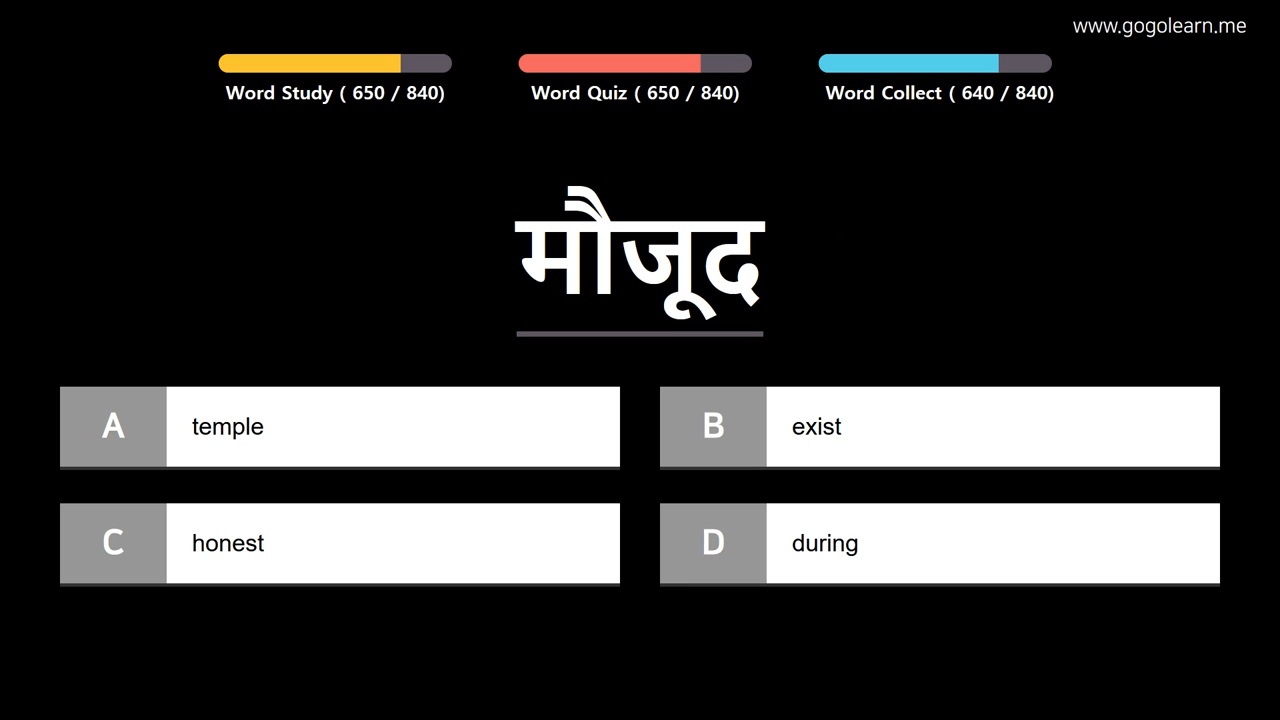 www.gogolearn.me
Word Study ( 650 / 840)
Word Quiz ( 650 / 840)
Word Collect ( 640 / 840)
मौजूद
A temple
B exist
C honest
D during